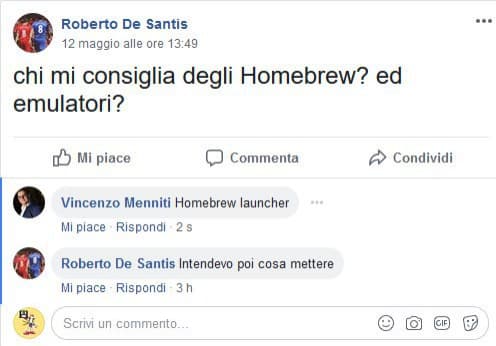 Roberto De Santis
12 maggio alle ore 13:49
chi mi consiglia degli Homebrew? ed
emulatori?
Mi piace
Commenta
Condividi
Vincenzo Menniti Homebrew launcher
Mi piace · Rispondi · 2 s
Roberto De Santis Intendevo poi cosa mettere
Mi piace · Rispondi · 3 h
Scrivi un commento...
GIF